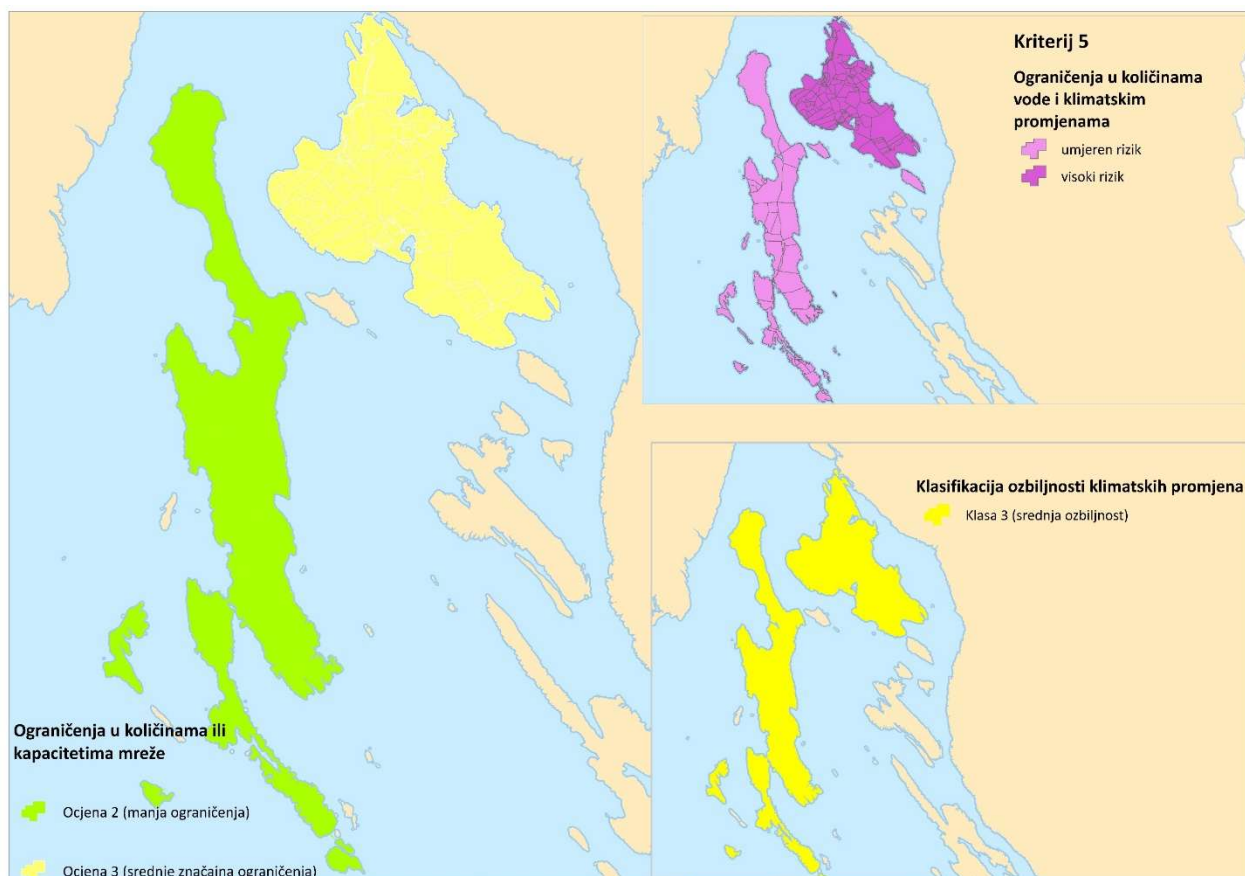 Kriterij 5
Ograničenja u količinama
vode i klimatskim
promjenama
umjeren rizik
visoki rizik
Klasifikacija ozbiljnosti klimatskih promjena
Klasa 3 (srednja ozbiljnost)
Ograničenja u količinama ili
kapacitetima mreže
Ocjena 2 (manja ograničenja)
Ocjena 3 (srednje značajna ograničenja)